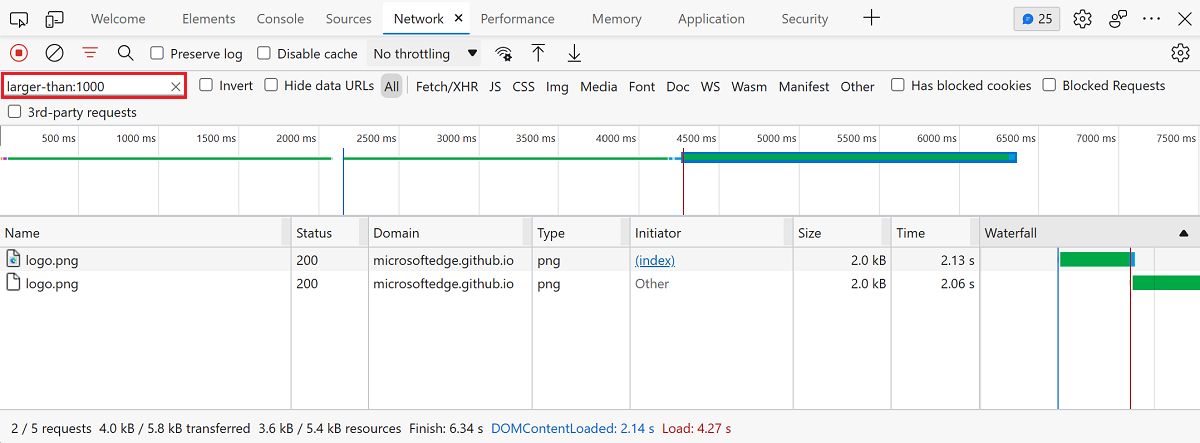 Welcome Elements Console Sources Network Performance Memory Application Security 25
Preserve log Disable cache No throttling
larger-than:1000 Invert Hide data URLs All Fetch/XHR JS CSS Img Media Font Doc WS Wasm Manifest Other Has blocked cookies Blocked Requests
3rd-party requests
500 ms 1000 ms 1500 ms 2000 ms 2500 ms 3000 ms 3500 ms 4000 ms 4500 ms 5000 ms 5500 ms 6000 ms 6500 ms 7000 ms 7500 ms
Name Status Domain Type Initiator Size Time Waterfall
logo.png 200 microsoftedge.github.io png (index) 2.0 kB 2.13 s
logo.png 200 microsoftedge.github.io png Other 2.0 kB 2.06 s
2 / 5 requests 4.0 kB / 5.8 kB transferred 3.6 kB / 5.4 kB resources Finish: 6.34 s DOMContentLoaded: 2.14 s Load: 4.27 s